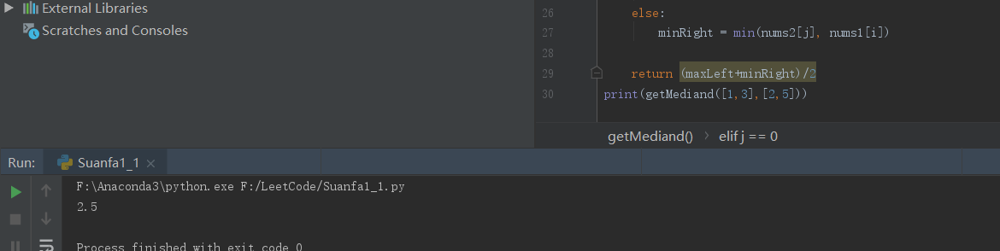 External Libraries
Scratches and Consoles
26 else:
27 minRight = min(nums2[j], nums1[i])
28
29 return (maxLeft+minRight)/2
30 print(getMediand([1,3],[2,5]))
getMediand() › elif j == 0
Run: Suanfa1_1 ×
F:\Anaconda3\python.exe F:/LeetCode/Suanfa1_1.py
2.5
Process finished with exit code 0